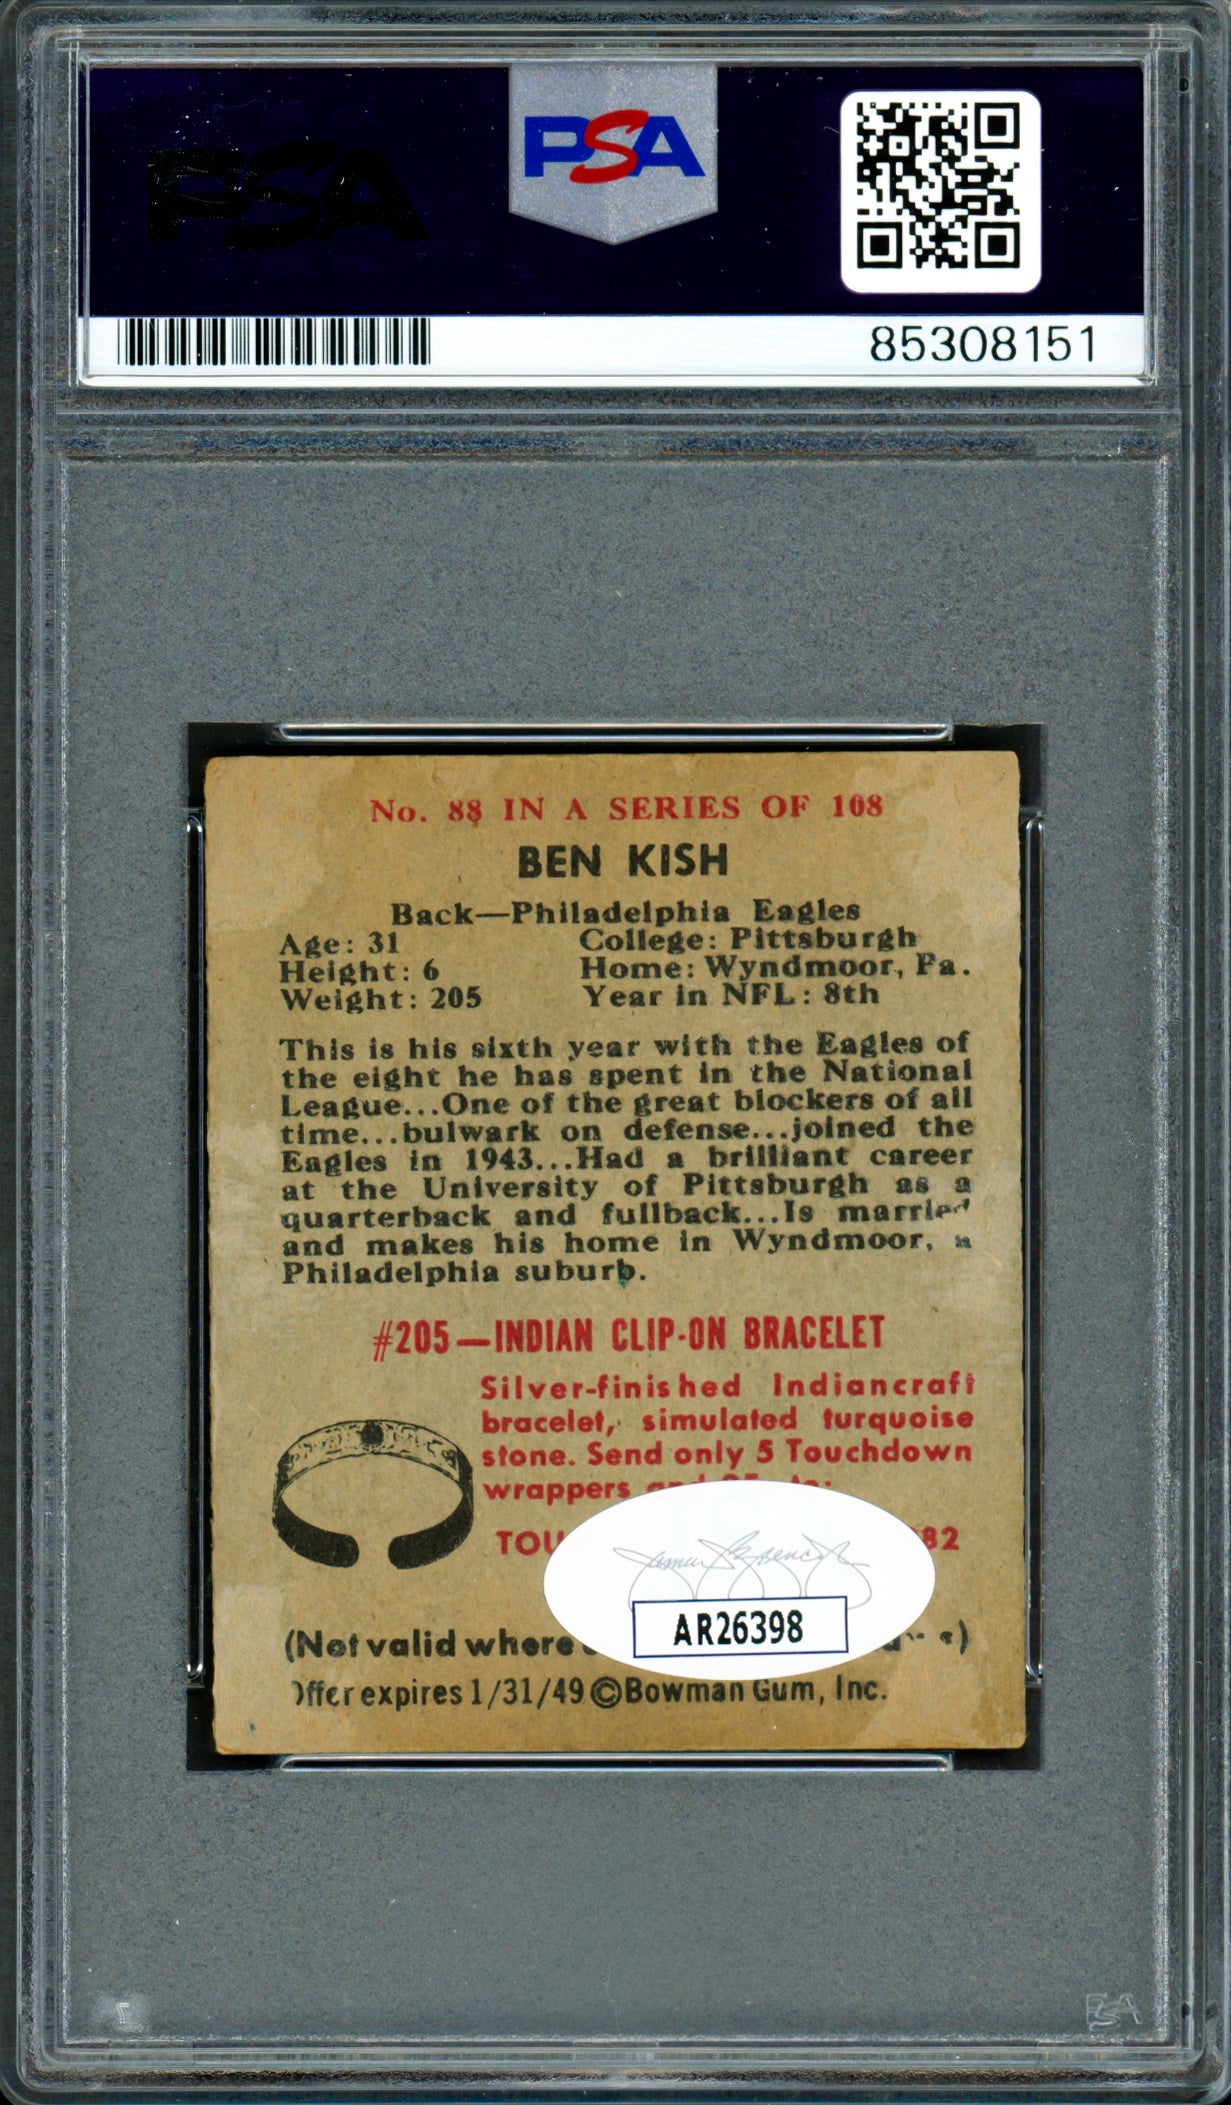 PSA
PSA
85308151
No. 88 IN A SERIES OF 108
BEN KISH
Back—Philadelphia Eagles
Age: 31 College: Pittsburgh
Height: 6 Home: Wyndmoor, Pa.
Weight: 205 Year in NFL: 8th
This is his sixth year with the Eagles of
the eight he has spent in the National
League...One of the great blockers of all
time...bulwark on defense...joined the
Eagles in 1943...Had a brilliant career
at the University of Pittsburgh as a
quarterback and fullback...Is married
and makes his home in Wyndmoor, a
Philadelphia suburb.
#205—INDIAN CLIP-ON BRACELET
Silver-finished Indiancraft
bracelet, simulated turquoise
stone. Send only 5 Touchdown
wrappers and
AR26398
(Not valid where
Offer expires 1/31/49 ©Bowman Gum, Inc.
PSA